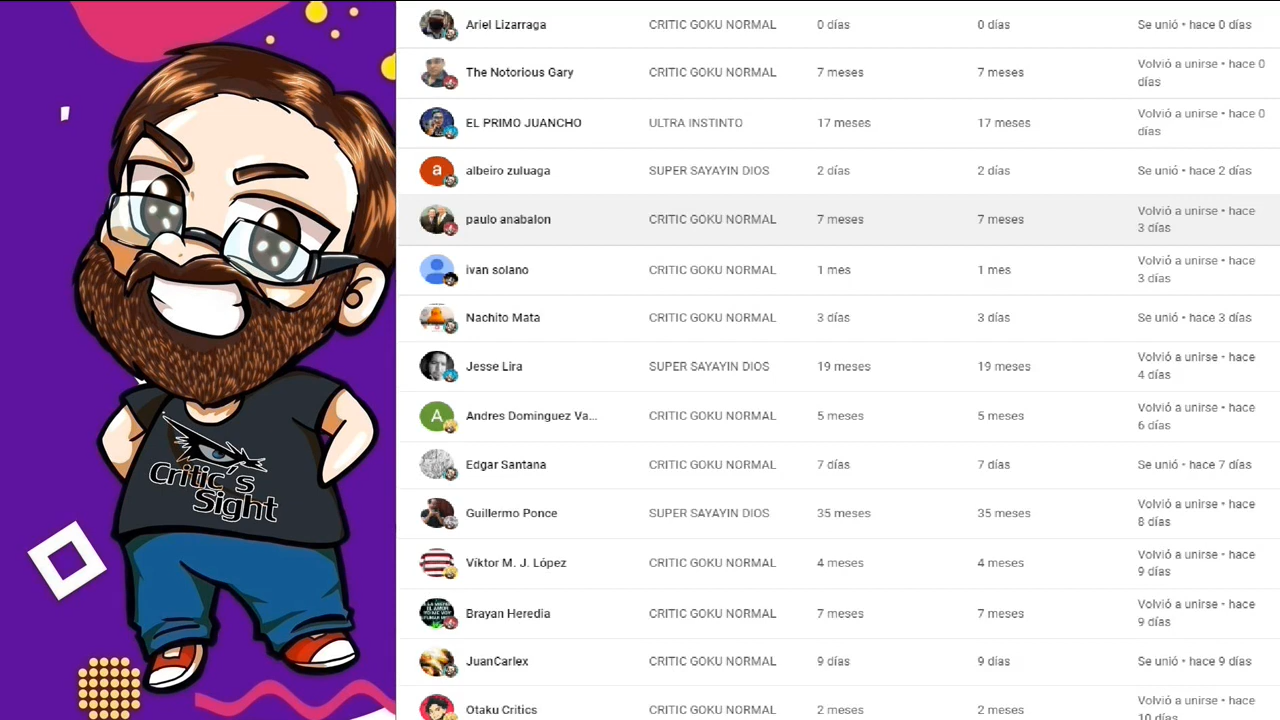 Critic's
Sight
Ariel Lizarraga CRITIC GOKU NORMAL 0 días 0 días Se unió • hace 0 días
The Notorious Gary CRITIC GOKU NORMAL 7 meses 7 meses Volvió a unirse • hace 0
días
EL PRIMO JUANCHO ULTRA INSTINTO 17 meses 17 meses Volvió a unirse • hace 0
días
a
albeiro zuluaga SUPER SAYAYIN DIOS 2 días 2 días Se unió • hace 2 días
paulo anabalon CRITIC GOKU NORMAL 7 meses 7 meses Volvió a unirse • hace
3 días
ivan solano CRITIC GOKU NORMAL 1 mes 1 mes Volvió a unirse • hace
3 días
Nachito Mata CRITIC GOKU NORMAL 3 días 3 días Se unió • hace 3 días
Jesse Lira SUPER SAYAYIN DIOS 19 meses 19 meses Volvió a unirse • hace
4 días
A
Andres Dominguez Va... CRITIC GOKU NORMAL 5 meses 5 meses Volvió a unirse • hace
6 días
Edgar Santana CRITIC GOKU NORMAL 7 días 7 días Se unió • hace 7 días
Guillermo Ponce SUPER SAYAYIN DIOS 35 meses 35 meses Volvió a unirse • hace
8 días
Víktor M. J. López CRITIC GOKU NORMAL 4 meses 4 meses Volvió a unirse • hace
9 días
Brayan Heredia CRITIC GOKU NORMAL 7 meses 7 meses Volvió a unirse • hace
9 días
JuanCarlex CRITIC GOKU NORMAL 9 días 9 días Se unió • hace 9 días
Otaku Critics CRITIC GOKU NORMAL 2 meses 2 meses Volvió a unirse • hace
10 días